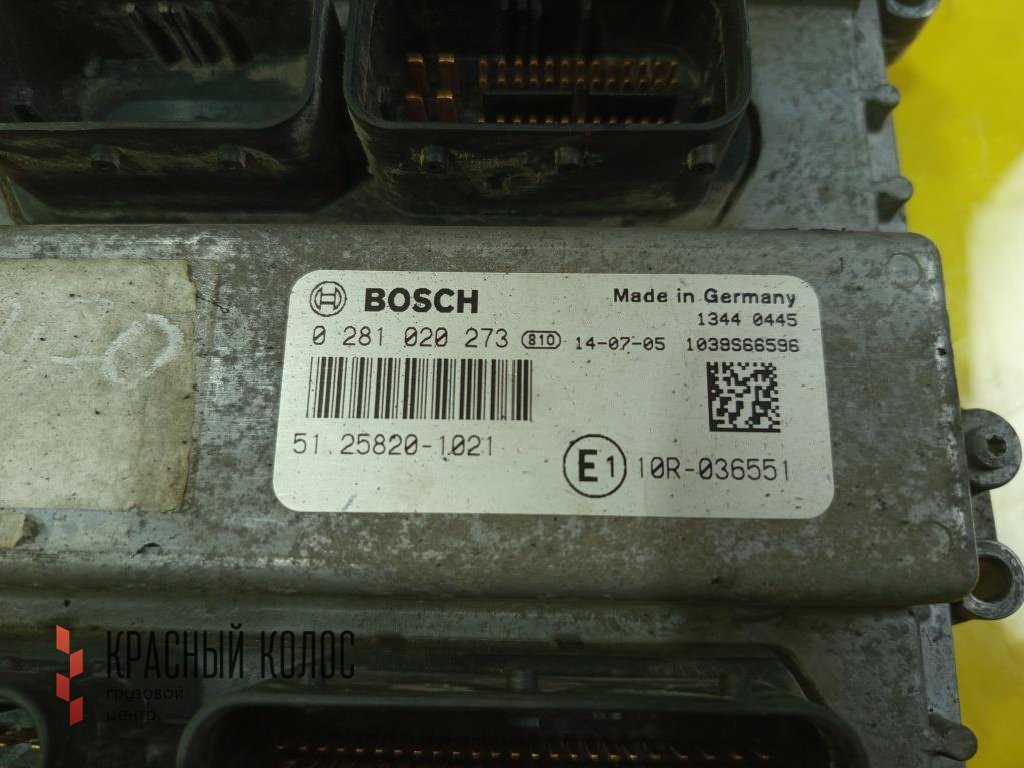 BOSCH
Made in Germany
1344 0445
0 281 020 273 810 14-07-05 1039S66596
51.25820-1021
E1 10R-036551
КРАСНЫЙ КОЛОС
грузовой
центр